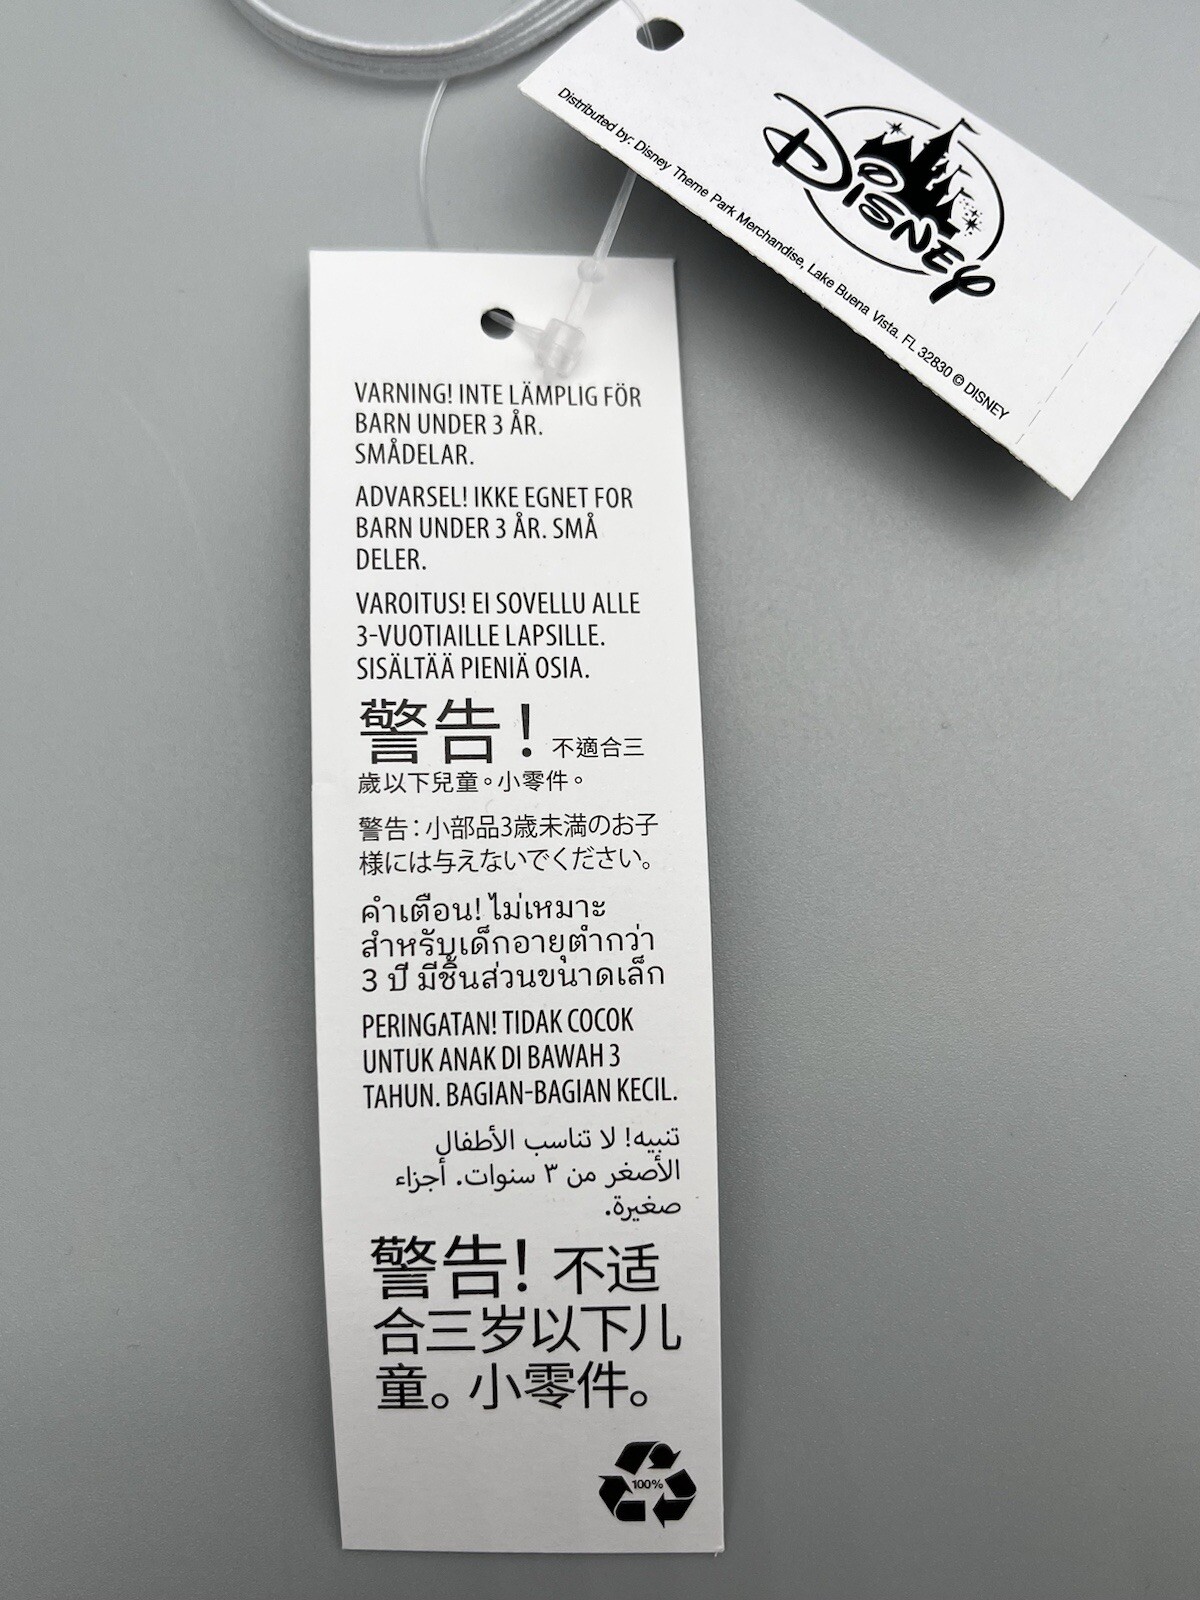 Distributed by: Disney Theme Park Merchandise, Lake Buena Vista. FL 32830 © DISNEY
DISNEY
VARNING! INTE LÄMPLIG FÖR
BARN UNDER 3 ÅR.
SMÅDELAR.
ADVARSEL! IKKE EGNET FOR
BARN UNDER 3 ÅR. SMÅ
DELER.
VAROITUS! EI SOVELLU ALLE
3-VUOTIAILLE LAPSILLE.
SISÄLTÄÄ PIENIÄ OSIA.
警告！不適合三
歲以下兒童。小零件。
警告：小部品3歳未満のお子
様には与えないでください。
คำเตือน! ไม่เหมาะ
สำหรับเด็กอายุต่ำกว่า
3 ปี มีชิ้นส่วนขนาดเล็ก
PERINGATAN! TIDAK COCOK
UNTUK ANAK DI BAWAH 3
TAHUN. BAGIAN-BAGIAN KECIL.
تنبيه! لا تناسب الأطفال
الأصغر من ٣ سنوات. أجزاء
صغيرة.
警告！不适
合三岁以下儿
童。小零件。
100%